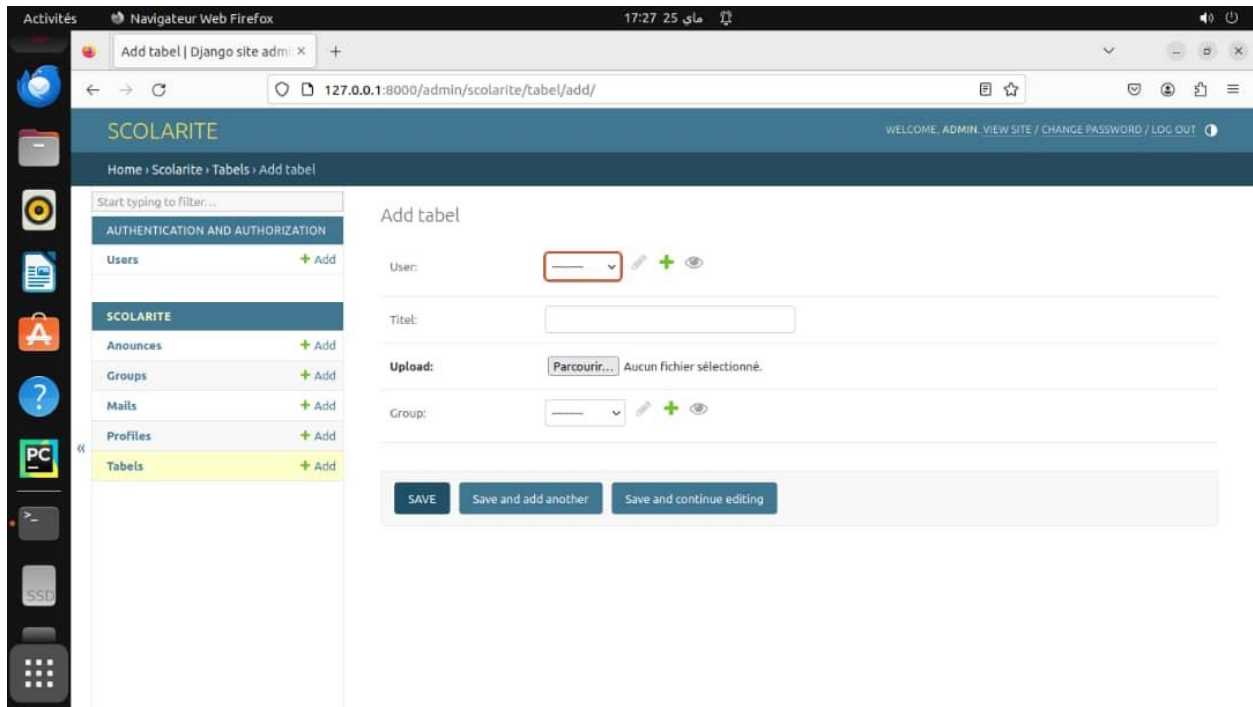 Activités Navigateur Web Firefox 17:27 25 ماي
Add tabel | Django site admi
127.0.0.1:8000/admin/scolarite/tabel/add/
SCOLARITE WELCOME, ADMIN. VIEW SITE / CHANGE PASSWORD / LOG OUT
Home › Scolarite › Tabels › Add tabel
Start typing to filter...
AUTHENTICATION AND AUTHORIZATION
Users + Add
SCOLARITE
Anounces + Add
Groups + Add
Mails + Add
Profiles + Add
Tabels + Add
«
Add tabel
User: ---------
Titel:
Upload: Parcourir... Aucun fichier sélectionné.
Group: ---------
SAVE Save and add another Save and continue editing
PC
>_
SSD